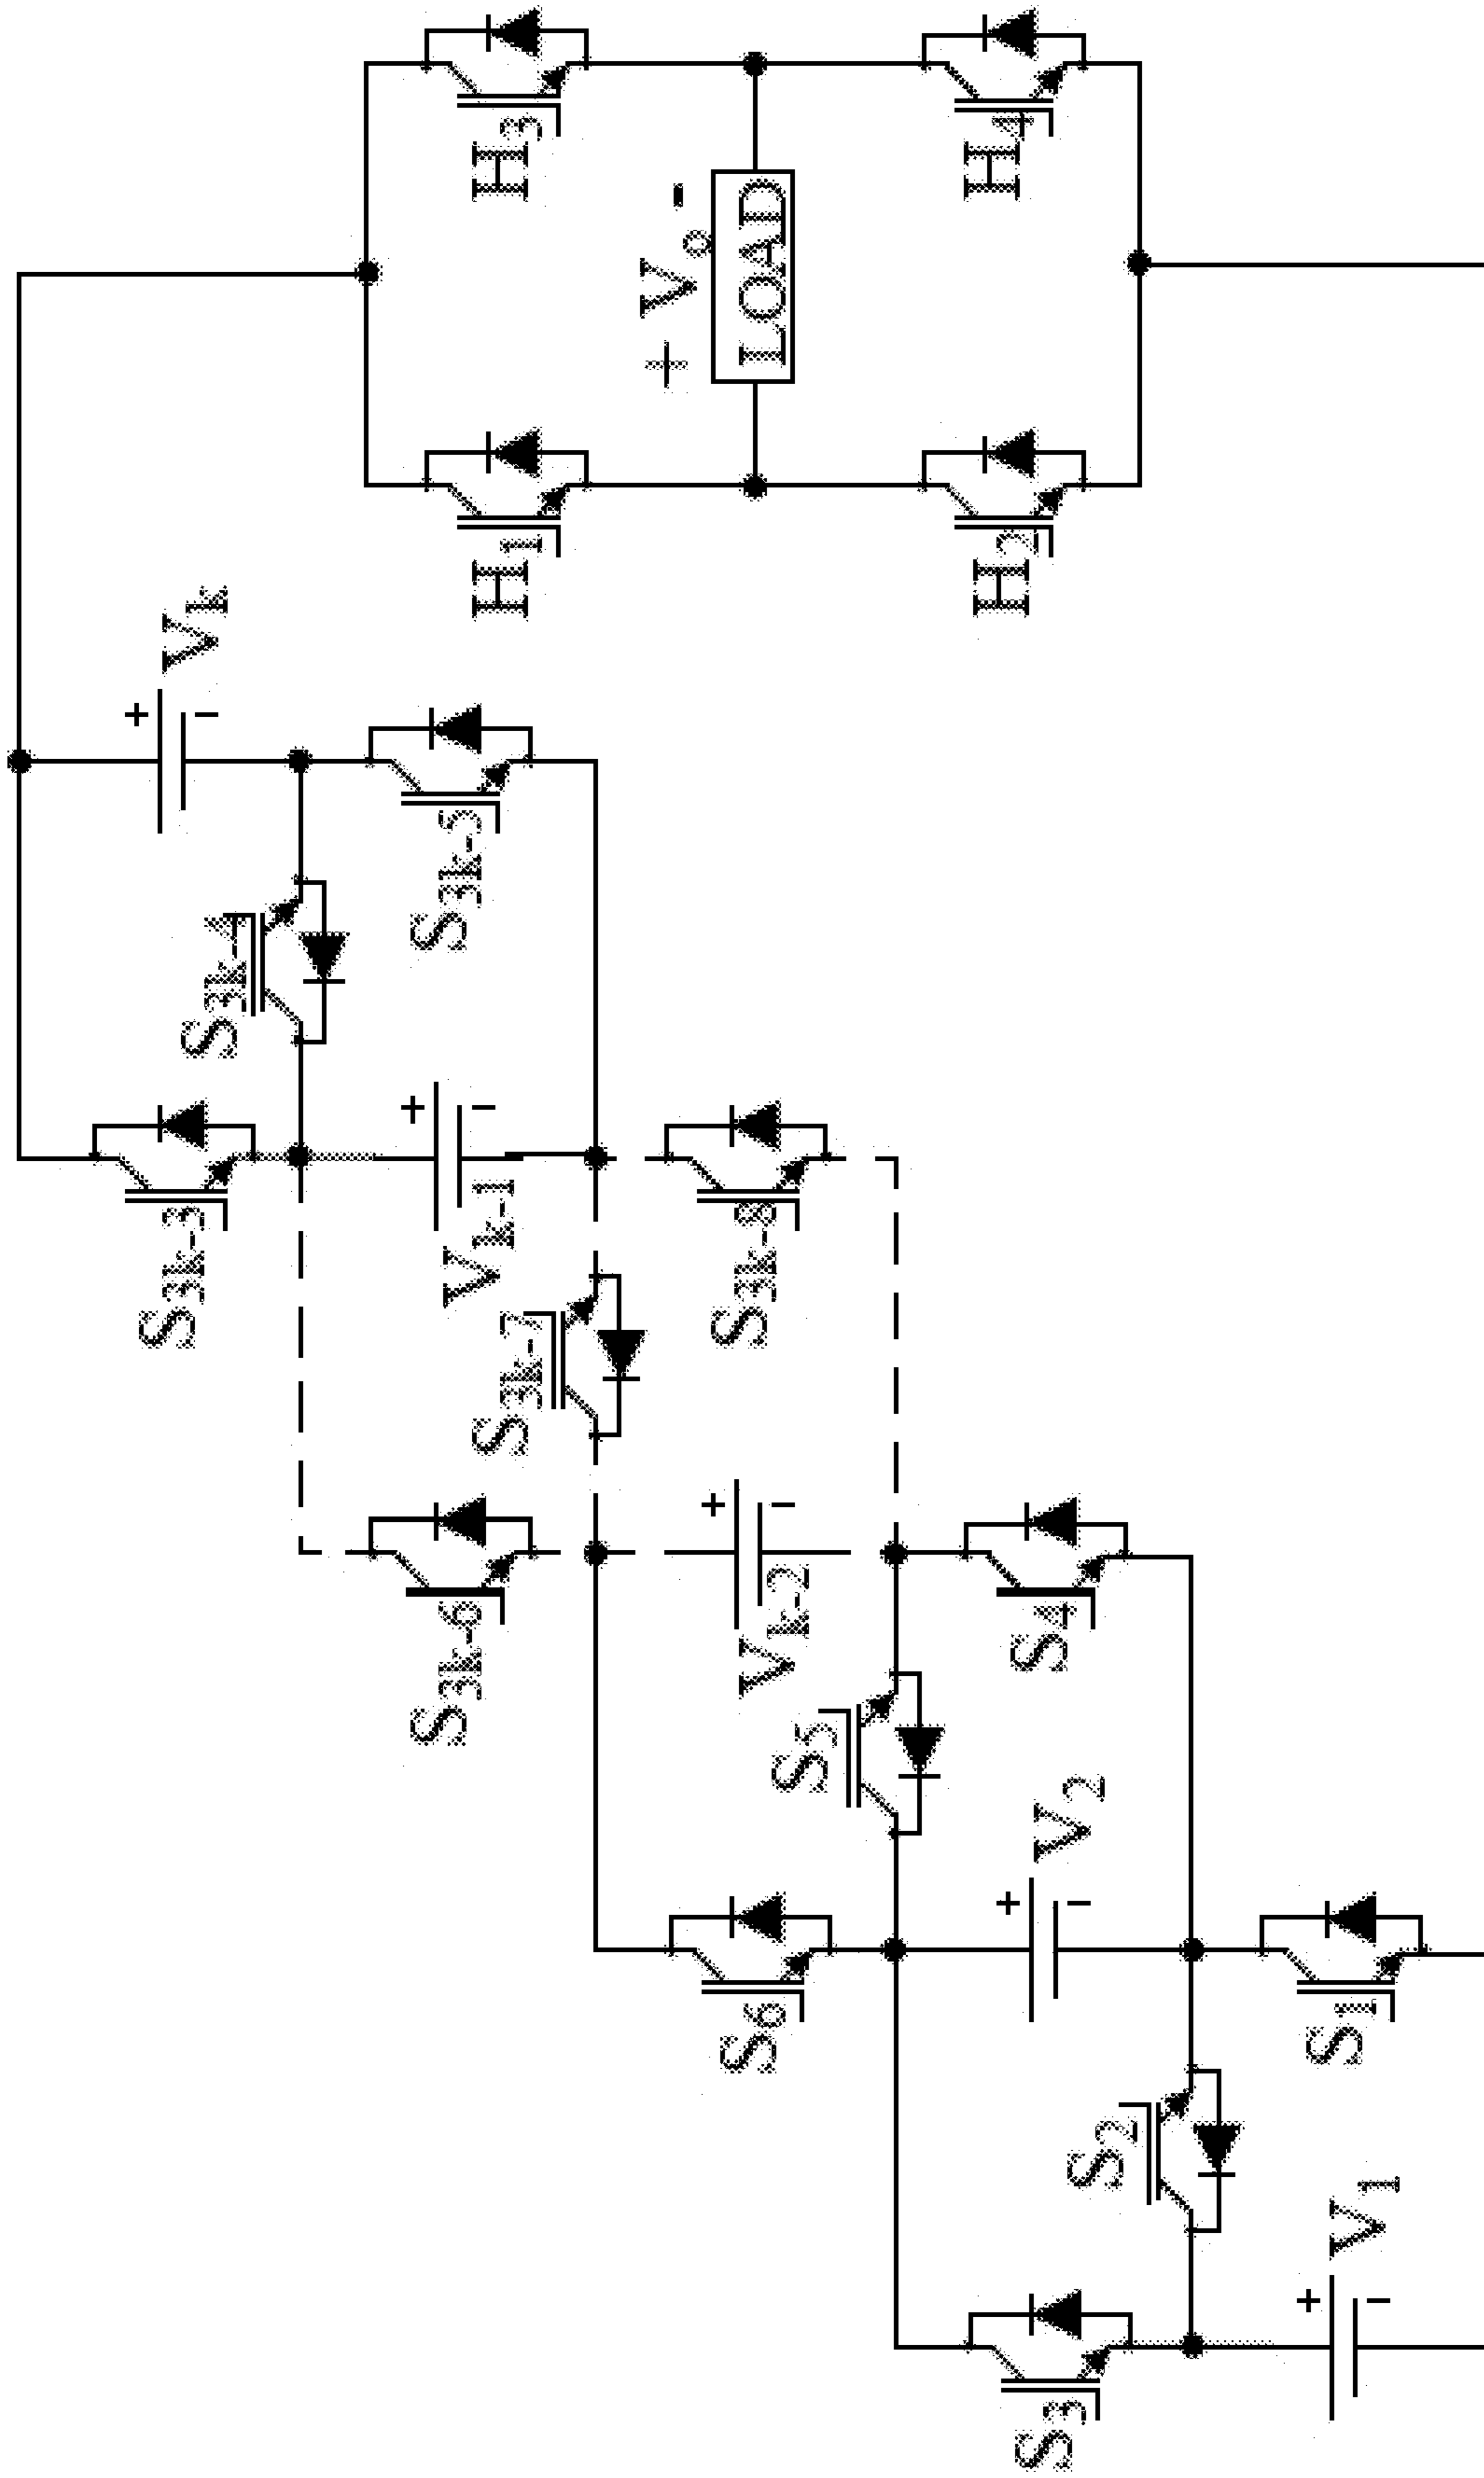 H₃
H₄
+ Vₒ -
LOAD
H₁
H₂
+
-
Vₖ
S₃ₖ₋₅
S₃ₖ₋₄
S₃ₖ₋₃
+
-
Vₖ₋₁
S₃ₖ₋₈
S₃ₖ₋₇
S₃ₖ₋₆
+
-
Vₖ₋₂
S₄
S₅
S₆
+
-
V₂
S₁
S₂
S₃
+
-
V₁